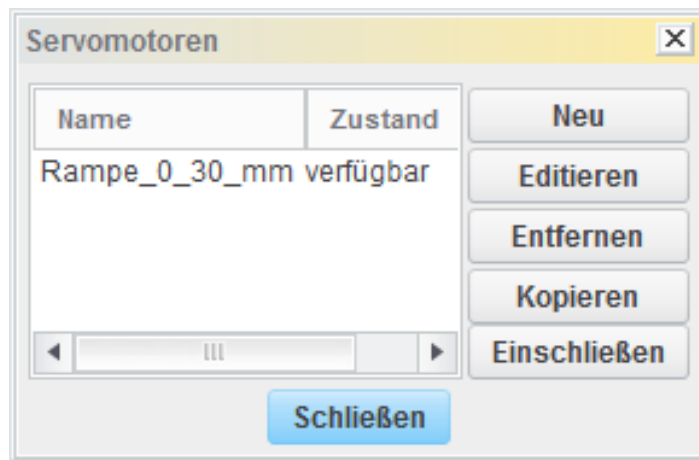 Servomotoren
Name Zustand
Rampe_0_30_mm verfügbar
Neu
Editieren
Entfernen
Kopieren
Einschließen
Schließen